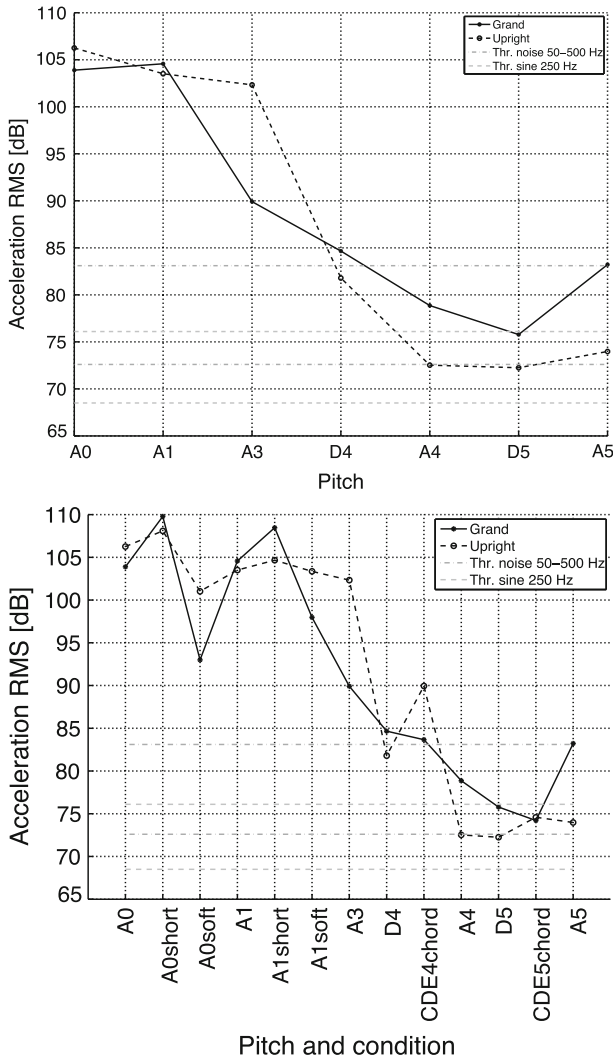 110
105
100
95
90
85
80
75
70
65
Acceleration RMS [dB]
Grand
Upright
Thr. noise 50–500 Hz
Thr. sine 250 Hz
A0 A1 A3 D4 A4 D5 A5
Pitch
110
105
100
95
90
85
80
75
70
65
Acceleration RMS [dB]
Grand
Upright
Thr. noise 50–500 Hz
Thr. sine 250 Hz
A0
A0short
A0soft
A1
A1short
A1soft
A3
D4
CDE4chord
A4
D5
CDE5chord
A5
Pitch and condition